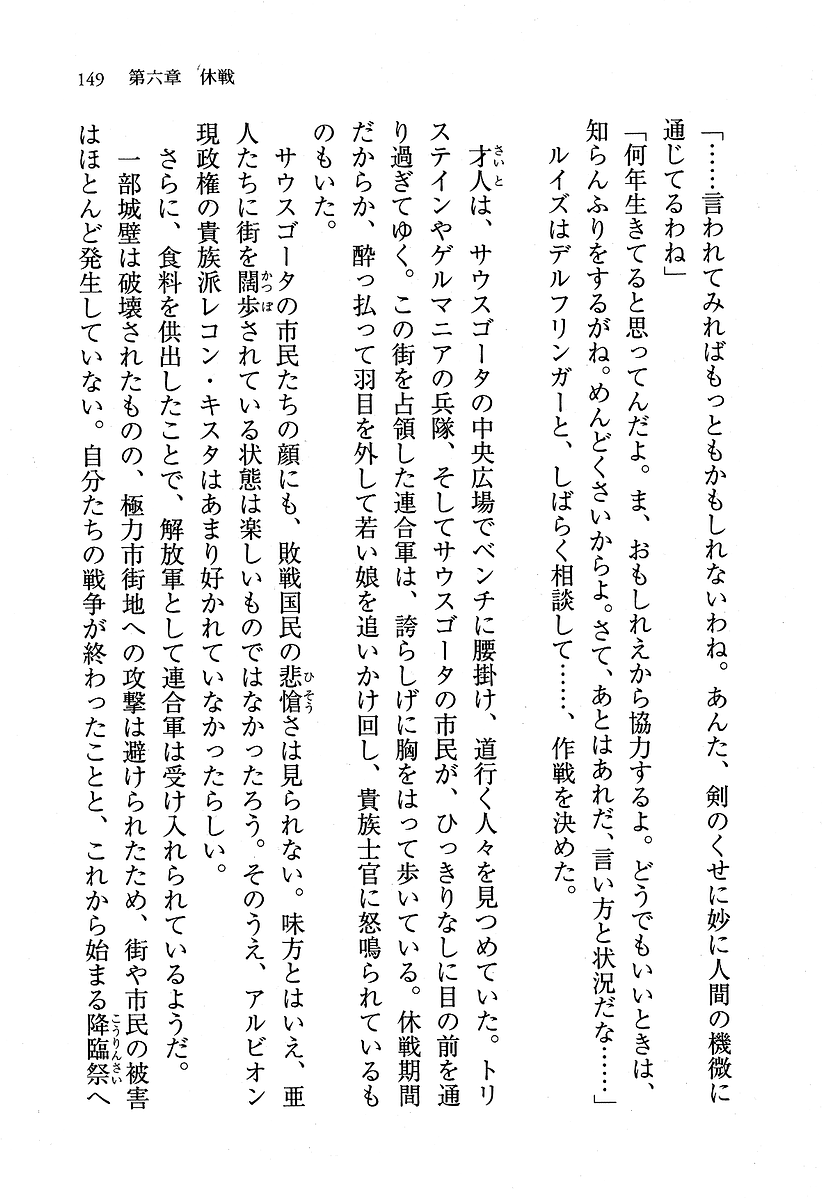 149 第六章 休戦
「……言われてみればもっともかもしれないわね。あんた、剣のくせに妙に人間の機微に
通じてるわね」
「何年生きてると思ってんだよ。ま、おもしれえから協力するよ。どうでもいいときは、
知らんふりをするがね。めんどくさいからよ。さて、あとはあれだ、言い方と状況だな……」
ルイズはデルフリンガーと、しばらく相談して……、作戦を決めた。
才人は、サウスゴータの中央広場でベンチに腰掛け、道行く人々を見つめていた。トリ
ステインやゲルマニアの兵隊、そしてサウスゴータの市民が、ひっきりなしに目の前を通
り過ぎてゆく。この街を占領した連合軍は、誇らしげに胸をはって歩いている。休戦期間
だからか、酔っ払って羽目を外して若い娘を追いかけ回し、貴族士官に怒鳴られているも
のもいた。
サウスゴータの市民たちの顔にも、敗戦国民の悲愴さは見られない。味方とはいえ、亜
人たちに街を闊歩されている状態は楽しいものではなかったろう。そのうえ、アルビオン
現政権の貴族派レコン・キスタはあまり好かれていなかったらしい。
さらに、食料を供出したことで、解放軍として連合軍は受け入れられているようだ。
一部城壁は破壊されたものの、極力市街地への攻撃は避けられたため、街や市民の被害
はほとんど発生していない。自分たちの戦争が終わったことと、これから始まる降臨祭へ
さいと
かっぽ
ひそう
こうりんさい